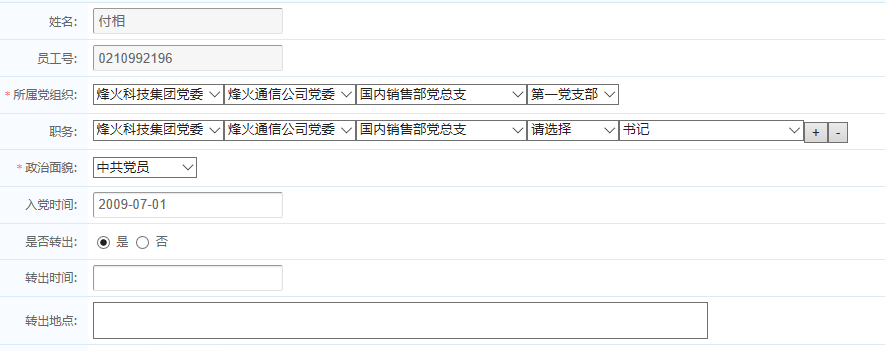 姓名: 付相
员工号: 0210992196
* 所属党组织: 烽火科技集团党委 烽火通信公司党委 国内销售部党总支 第一党支部
职务: 烽火科技集团党委 烽火通信公司党委 国内销售部党总支 请选择 书记 + -
* 政治面貌: 中共党员
入党时间: 2009-07-01
是否转出: 是 否
转出时间:
转出地点: